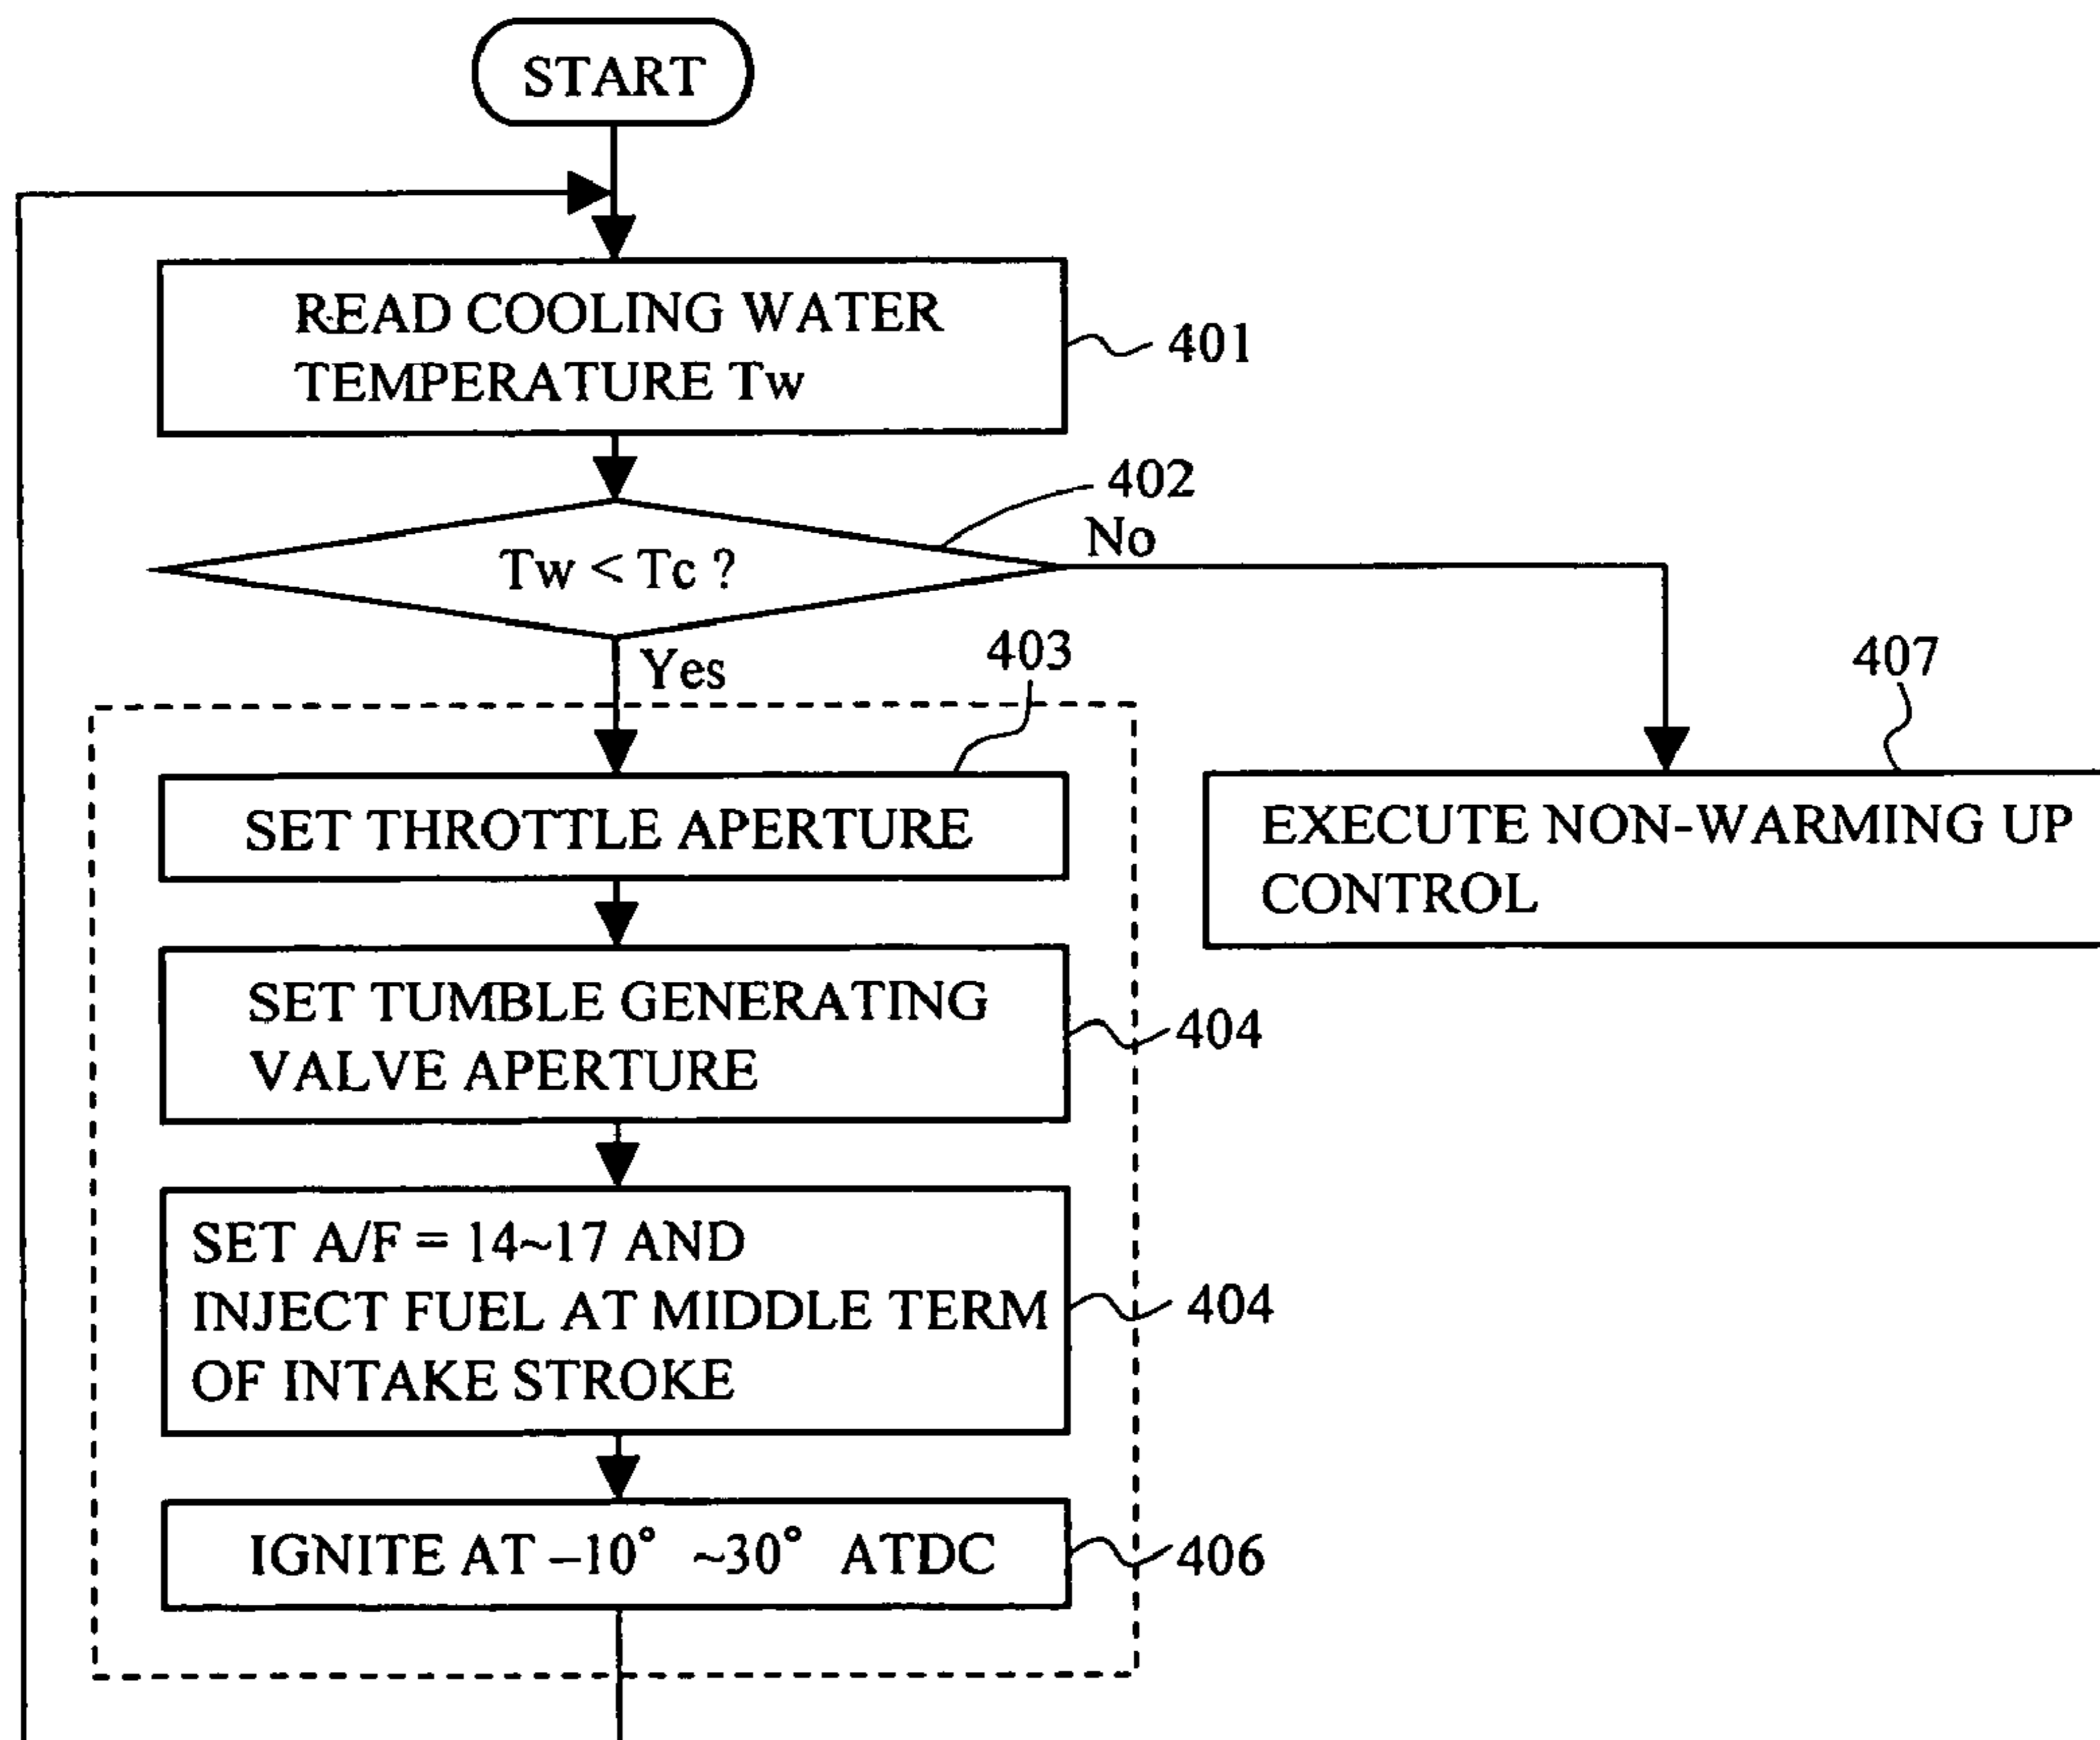 START
READ COOLING WATER
TEMPERATURE Tw
401
402
Tw < Tc ?
No
Yes
403
407
SET THROTTLE APERTURE
EXECUTE NON-WARMING UP
CONTROL
SET TUMBLE GENERATING
VALVE APERTURE
404
SET A/F = 14~17 AND
INJECT FUEL AT MIDDLE TERM
OF INTAKE STROKE
404
IGNITE AT –10° ~30° ATDC
406